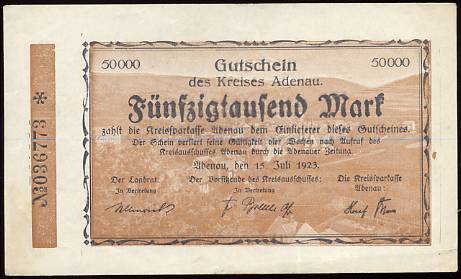 50000 Gutschein 50000
des Kreises Adenau.
Fünfzigtausend Mark
zahlt die Kreissparkasse Adenau dem Einlieferer dieses Gutscheines.
Der Schein verliert seine Gültigkeit vier Wochen nach Aufruf des
Kreisausschusses Adenau durch die Adenauer Zeitung.
Adenau, den 15 Juli 1923.
Der Landrat: Der Vorsitzende des Kreisausschusses: Die Kreissparkasse
In Vertretung In Vertretung Adenau:
№036773 *